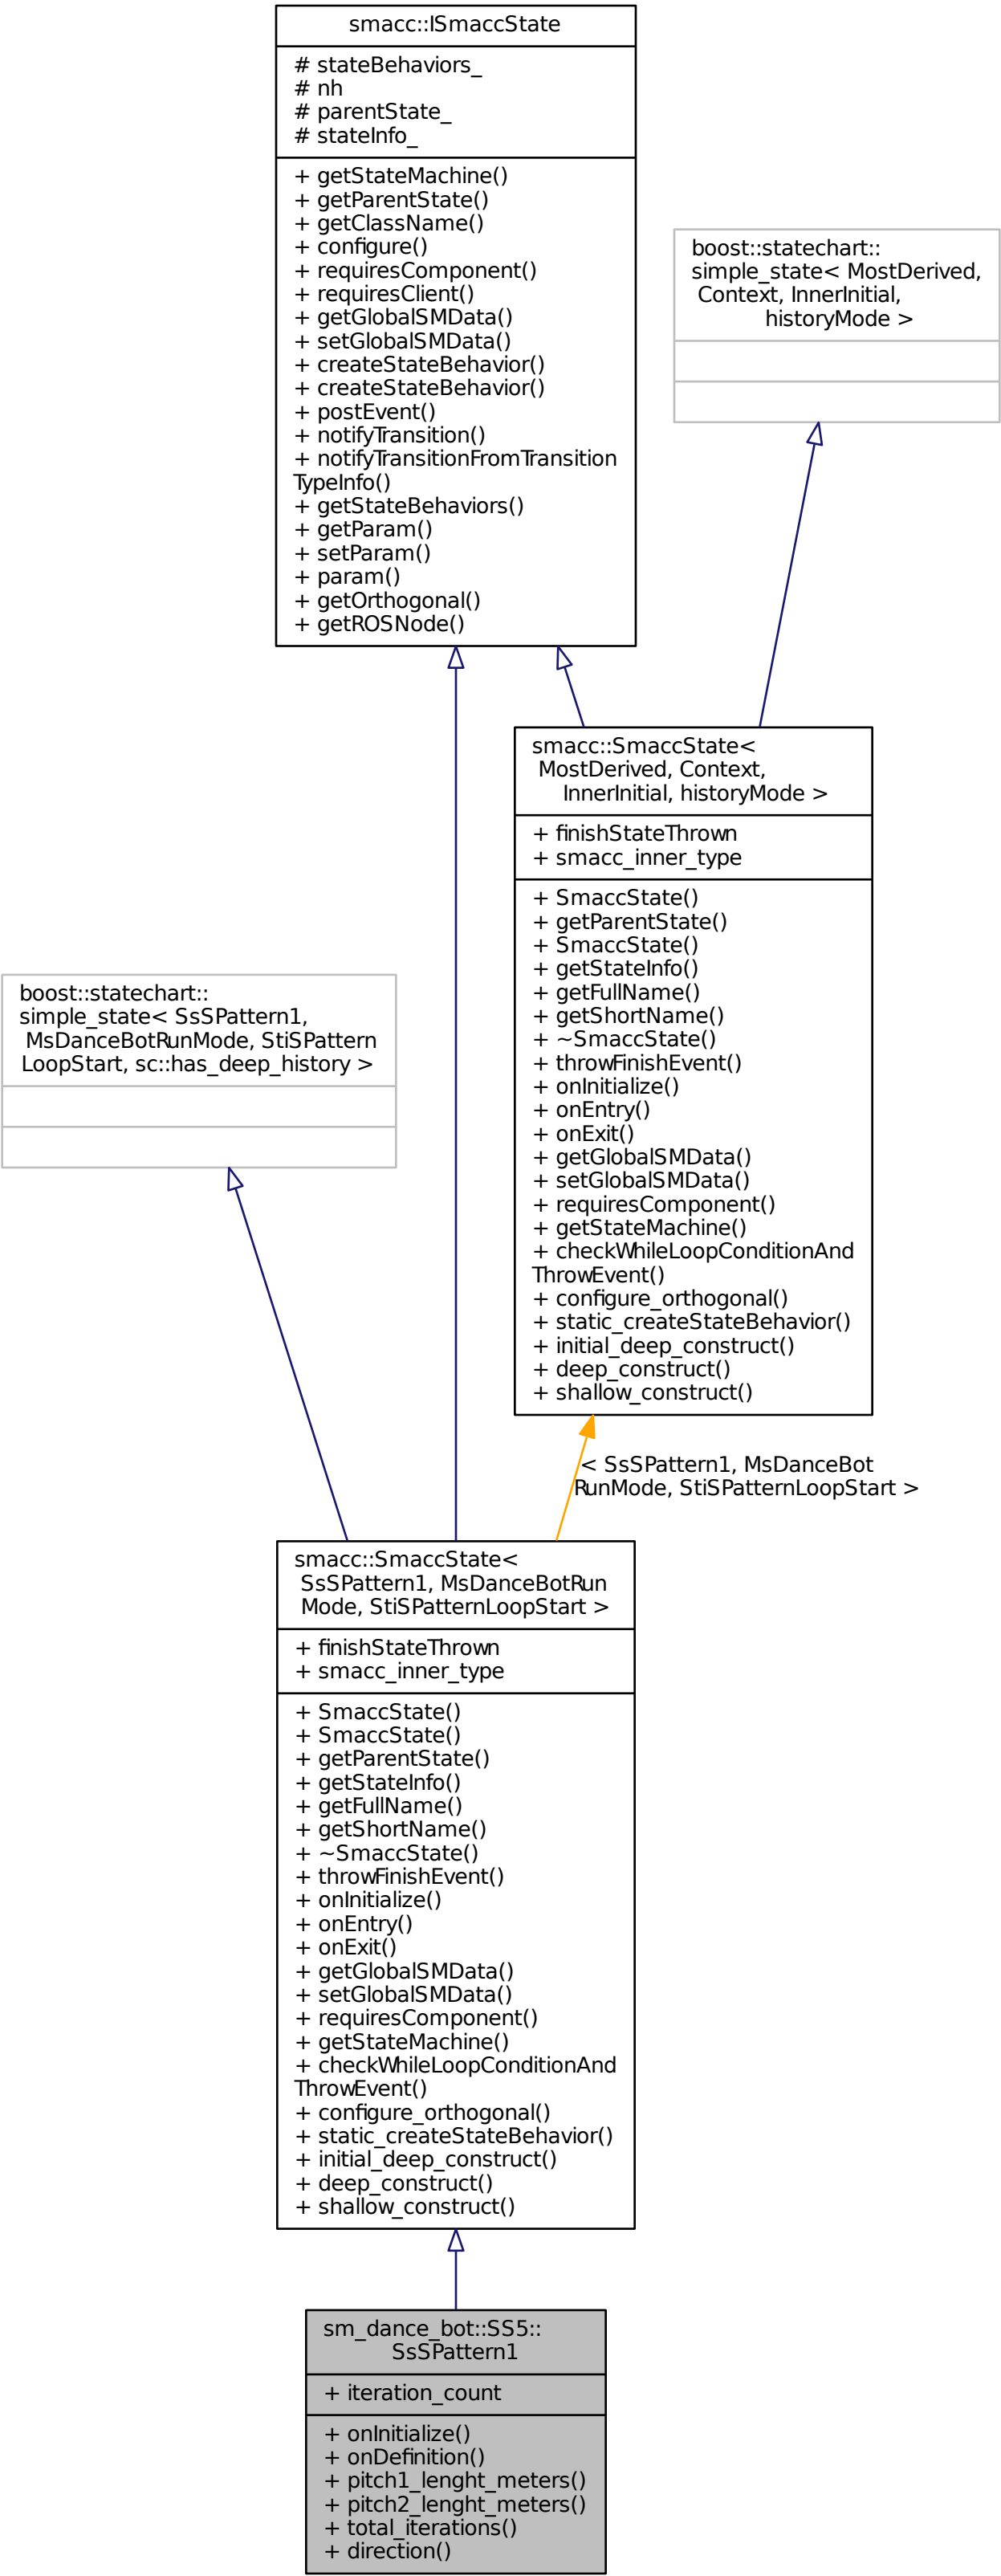 smacc::ISmaccState
# stateBehaviors_
# nh
# parentState_
# stateInfo_
+ getStateMachine()
+ getParentState()
+ getClassName()
+ configure()
+ requiresComponent()
+ requiresClient()
+ getGlobalSMData()
+ setGlobalSMData()
+ createStateBehavior()
+ createStateBehavior()
+ postEvent()
+ notifyTransition()
+ notifyTransitionFromTransition
TypeInfo()
+ getStateBehaviors()
+ getParam()
+ setParam()
+ param()
+ getOrthogonal()
+ getROSNode()
boost::statechart::
simple_state< MostDerived,
Context, InnerInitial,
historyMode >
smacc::SmaccState<
MostDerived, Context,
InnerInitial, historyMode >
+ finishStateThrown
+ smacc_inner_type
+ SmaccState()
+ getParentState()
+ SmaccState()
+ getStateInfo()
+ getFullName()
+ getShortName()
+ ~SmaccState()
+ throwFinishEvent()
+ onInitialize()
+ onEntry()
+ onExit()
+ getGlobalSMData()
+ setGlobalSMData()
+ requiresComponent()
+ getStateMachine()
+ checkWhileLoopConditionAnd
ThrowEvent()
+ configure_orthogonal()
+ static_createStateBehavior()
+ initial_deep_construct()
+ deep_construct()
+ shallow_construct()
boost::statechart::
simple_state< SsSPattern1,
MsDanceBotRunMode, StiSPattern
LoopStart, sc::has_deep_history >
< SsSPattern1, MsDanceBot
RunMode, StiSPatternLoopStart >
smacc::SmaccState<
SsSPattern1, MsDanceBotRun
Mode, StiSPatternLoopStart >
+ finishStateThrown
+ smacc_inner_type
+ SmaccState()
+ SmaccState()
+ getParentState()
+ getStateInfo()
+ getFullName()
+ getShortName()
+ ~SmaccState()
+ throwFinishEvent()
+ onInitialize()
+ onEntry()
+ onExit()
+ getGlobalSMData()
+ setGlobalSMData()
+ requiresComponent()
+ getStateMachine()
+ checkWhileLoopConditionAnd
ThrowEvent()
+ configure_orthogonal()
+ static_createStateBehavior()
+ initial_deep_construct()
+ deep_construct()
+ shallow_construct()
sm_dance_bot::SS5::
SsSPattern1
+ iteration_count
+ onInitialize()
+ onDefinition()
+ pitch1_lenght_meters()
+ pitch2_lenght_meters()
+ total_iterations()
+ direction()